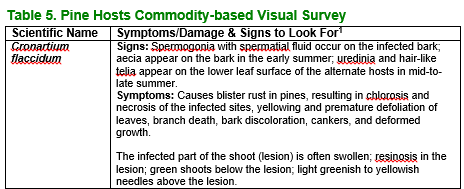 Table 5. Pine Hosts Commodity-based Visual Survey
Scientific Name
Symptoms/Damage & Signs to Look For1
Cronartium
flaccidum
Signs: Spermogonia with spermatial fluid occur on the infected bark;
aecia appear on the bark in the early summer; uredinia and hair-like
telia appear on the lower leaf surface of the alternate hosts in mid-to-
late summer.
Symptoms: Causes blister rust in pines, resulting in chlorosis and
necrosis of the infected sites, yellowing and premature defoliation of
leaves, branch death, bark discoloration, cankers, and deformed
growth.
The infected part of the shoot (lesion) is often swollen; resinosis in the
lesion; green shoots below the lesion; light greenish to yellowish
needles above the lesion.